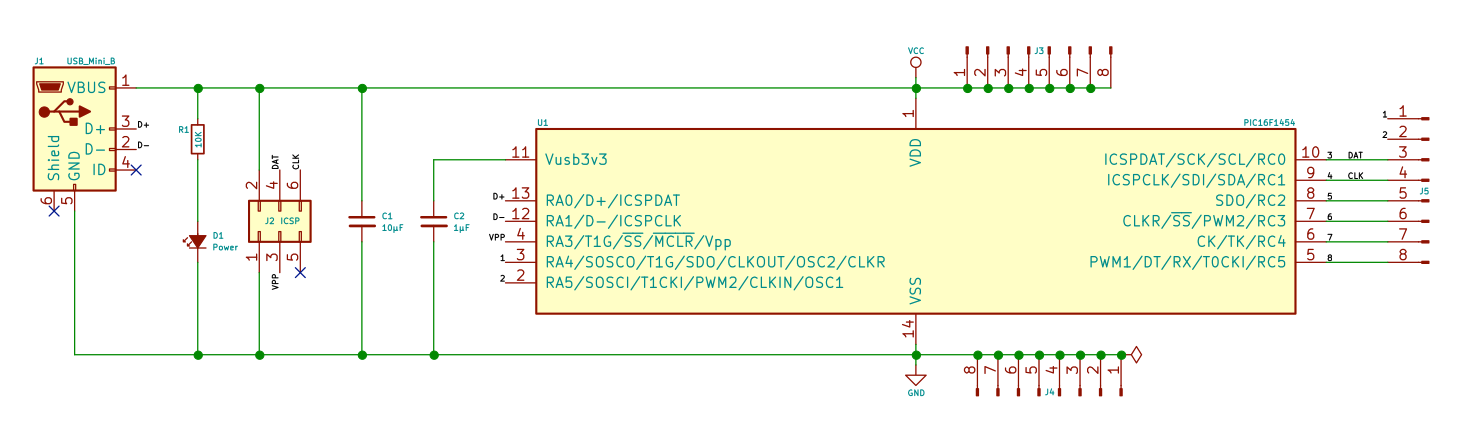 J1 USB_Mini_B
VBUS 1
D+ 3 D+
D- 2 D-
ID 4
Shield 6
GND 5
R1 10K
D1
Power
DAT CLK
2 4 6
J2 ICSP
1 3 5
VPP
C1
10µF
C2
1µF
VCC
J3
1 2 3 4 5 6 7 8
U1 PIC16F1454
1
VDD
11 Vusb3v3
D+ 13 RA0/D+/ICSPDAT
D- 12 RA1/D-/ICSPCLK
VPP 4 RA3/T1G/SS/MCLR/Vpp
1 3 RA4/SOSCO/T1G/SDO/CLKOUT/OSC2/CLKR
2 2 RA5/SOSCI/T1CKI/PWM2/CLKIN/OSC1
ICSPDAT/SCK/SCL/RC0 10 3 DAT
ICSPCLK/SDI/SDA/RC1 9 4 CLK
SDO/RC2 8 5
CLKR/SS/PWM2/RC3 7 6
CK/TK/RC4 6 7
PWM1/DT/RX/T0CKI/RC5 5 8
VSS
14
GND
1 1
2 2
3
4
J5
5
6
7
8
8 7 6 5 4 3 2 1
J4